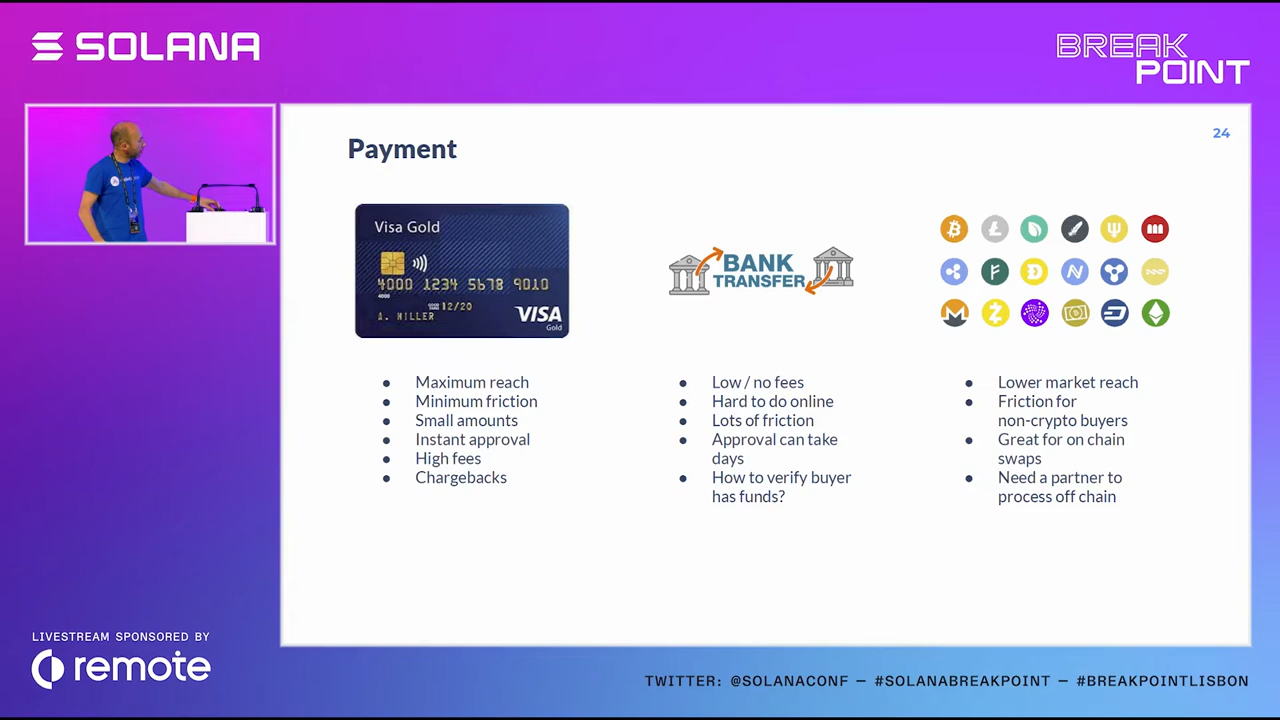 SOLANA
BREAK
POINT
24
Payment
Visa Gold
4000 1234 5678 9010
4000
12/20
A. MILLER
VISA
Gold
BANK
TRANSFER
● Maximum reach
● Minimum friction
● Small amounts
● Instant approval
● High fees
● Chargebacks
● Low / no fees
● Hard to do online
● Lots of friction
● Approval can take
days
● How to verify buyer
has funds?
● Lower market reach
● Friction for
non-crypto buyers
● Great for on chain
swaps
● Need a partner to
process off chain
LIVESTREAM SPONSORED BY
remote
TWITTER: @SOLANACONF — #SOLANABREAKPOINT — #BREAKPOINTLISBON